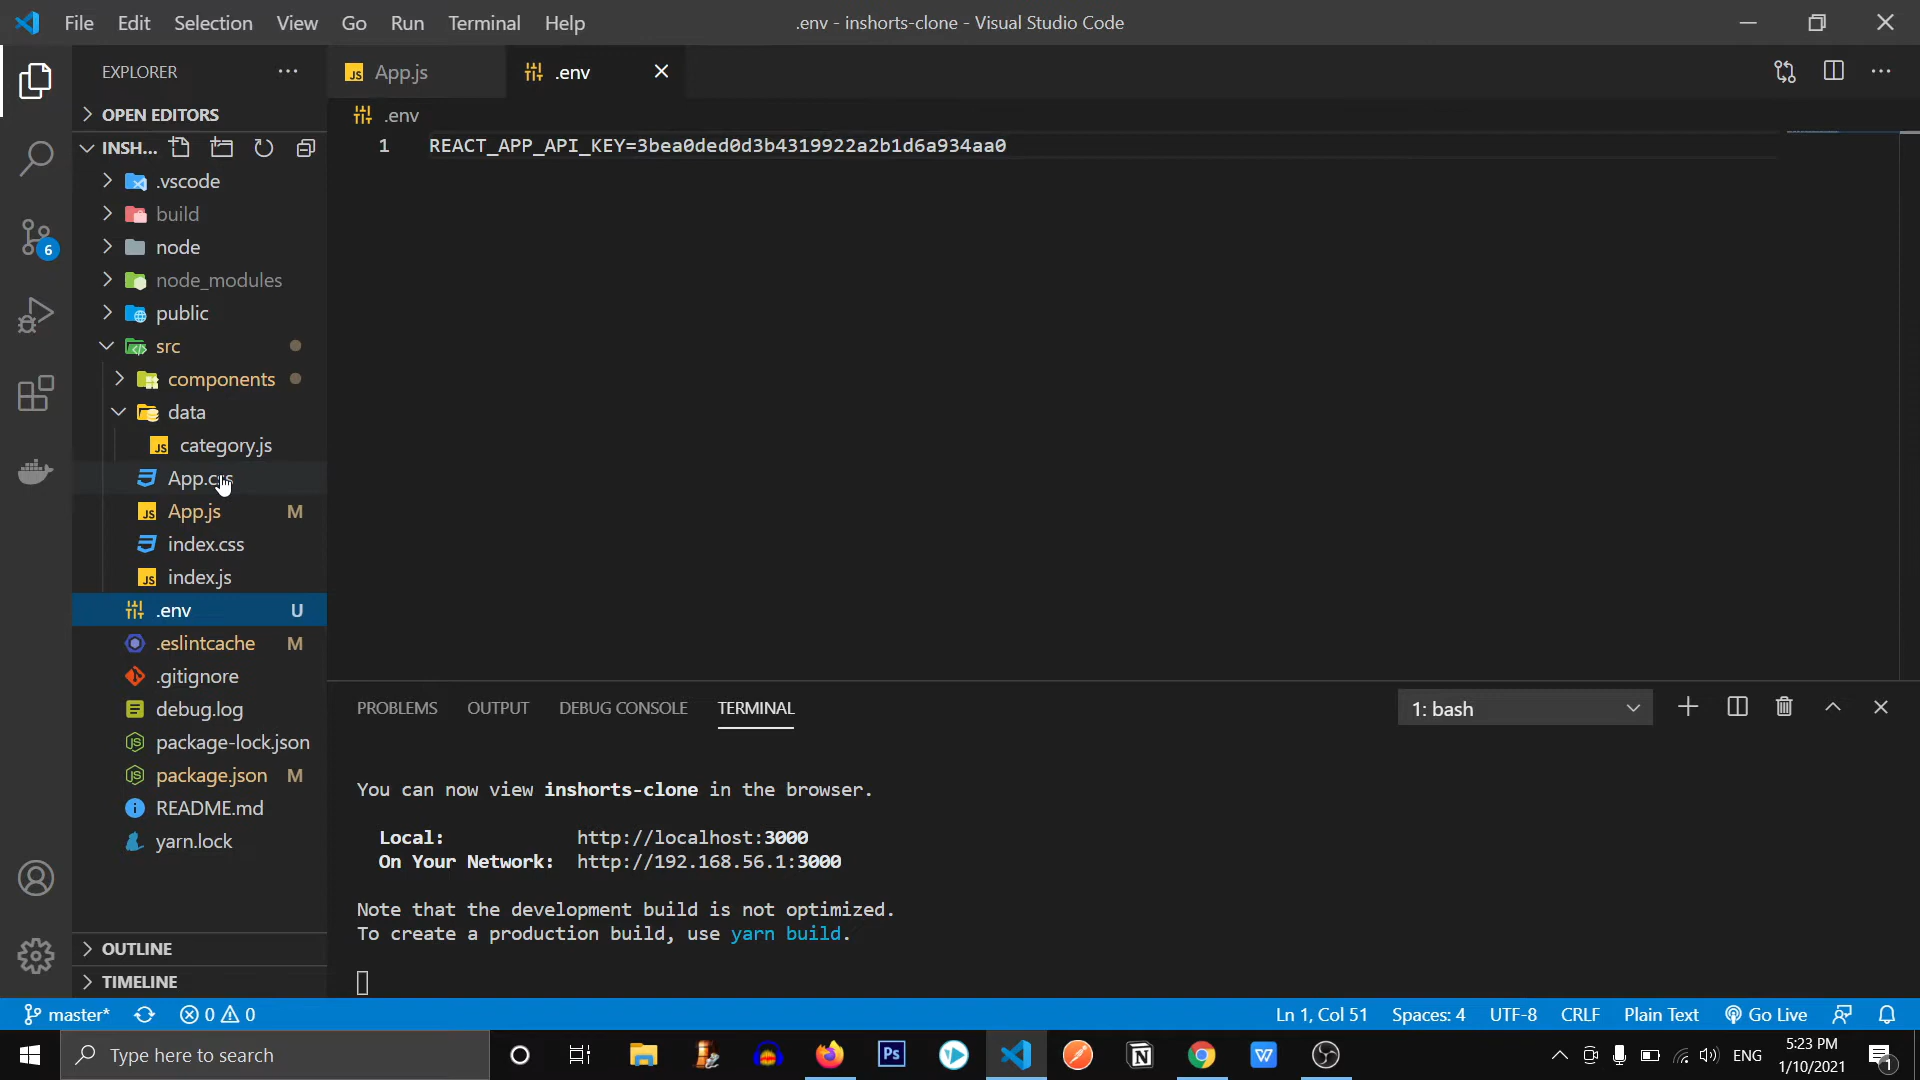 File Edit Selection View Go Run Terminal Help .env - inshorts-clone - Visual Studio Code
EXPLORER
App.js
.env
OPEN EDITORS
.env
INSH...
1 REACT_APP_API_KEY=3bea0ded0d3b4319922a2b1d6a934aa0
.vscode
build
node
node_modules
public
src
components
data
category.js
App.css
App.js M
index.css
index.js
.env U
.eslintcache M
.gitignore
debug.log
package-lock.json
package.json M
README.md
yarn.lock
OUTLINE
TIMELINE
PROBLEMS OUTPUT DEBUG CONSOLE TERMINAL 1: bash
You can now view inshorts-clone in the browser.
Local: http://localhost:3000
On Your Network: http://192.168.56.1:3000
Note that the development build is not optimized.
To create a production build, use yarn build.
6
master* 0 0 Ln 1, Col 51 Spaces: 4 UTF-8 CRLF Plain Text Go Live
Type here to search
Ps
N
W
ENG
5:23 PM
1/10/2021
1